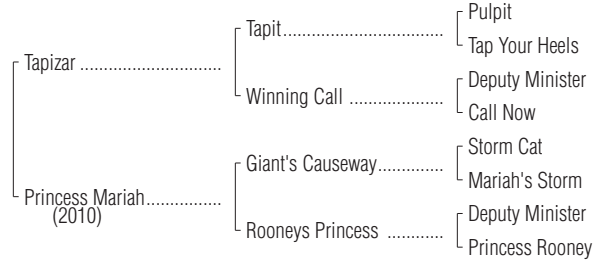 Pulpit
Tapit..................................
Tap Your Heels
Tapizar ..............................
Deputy Minister
Winning Call ....................
Call Now
Storm Cat
Giant's Causeway..............
Mariah's Storm
Princess Mariah................
(2010)
Deputy Minister
Rooneys Princess ............
Princess Rooney